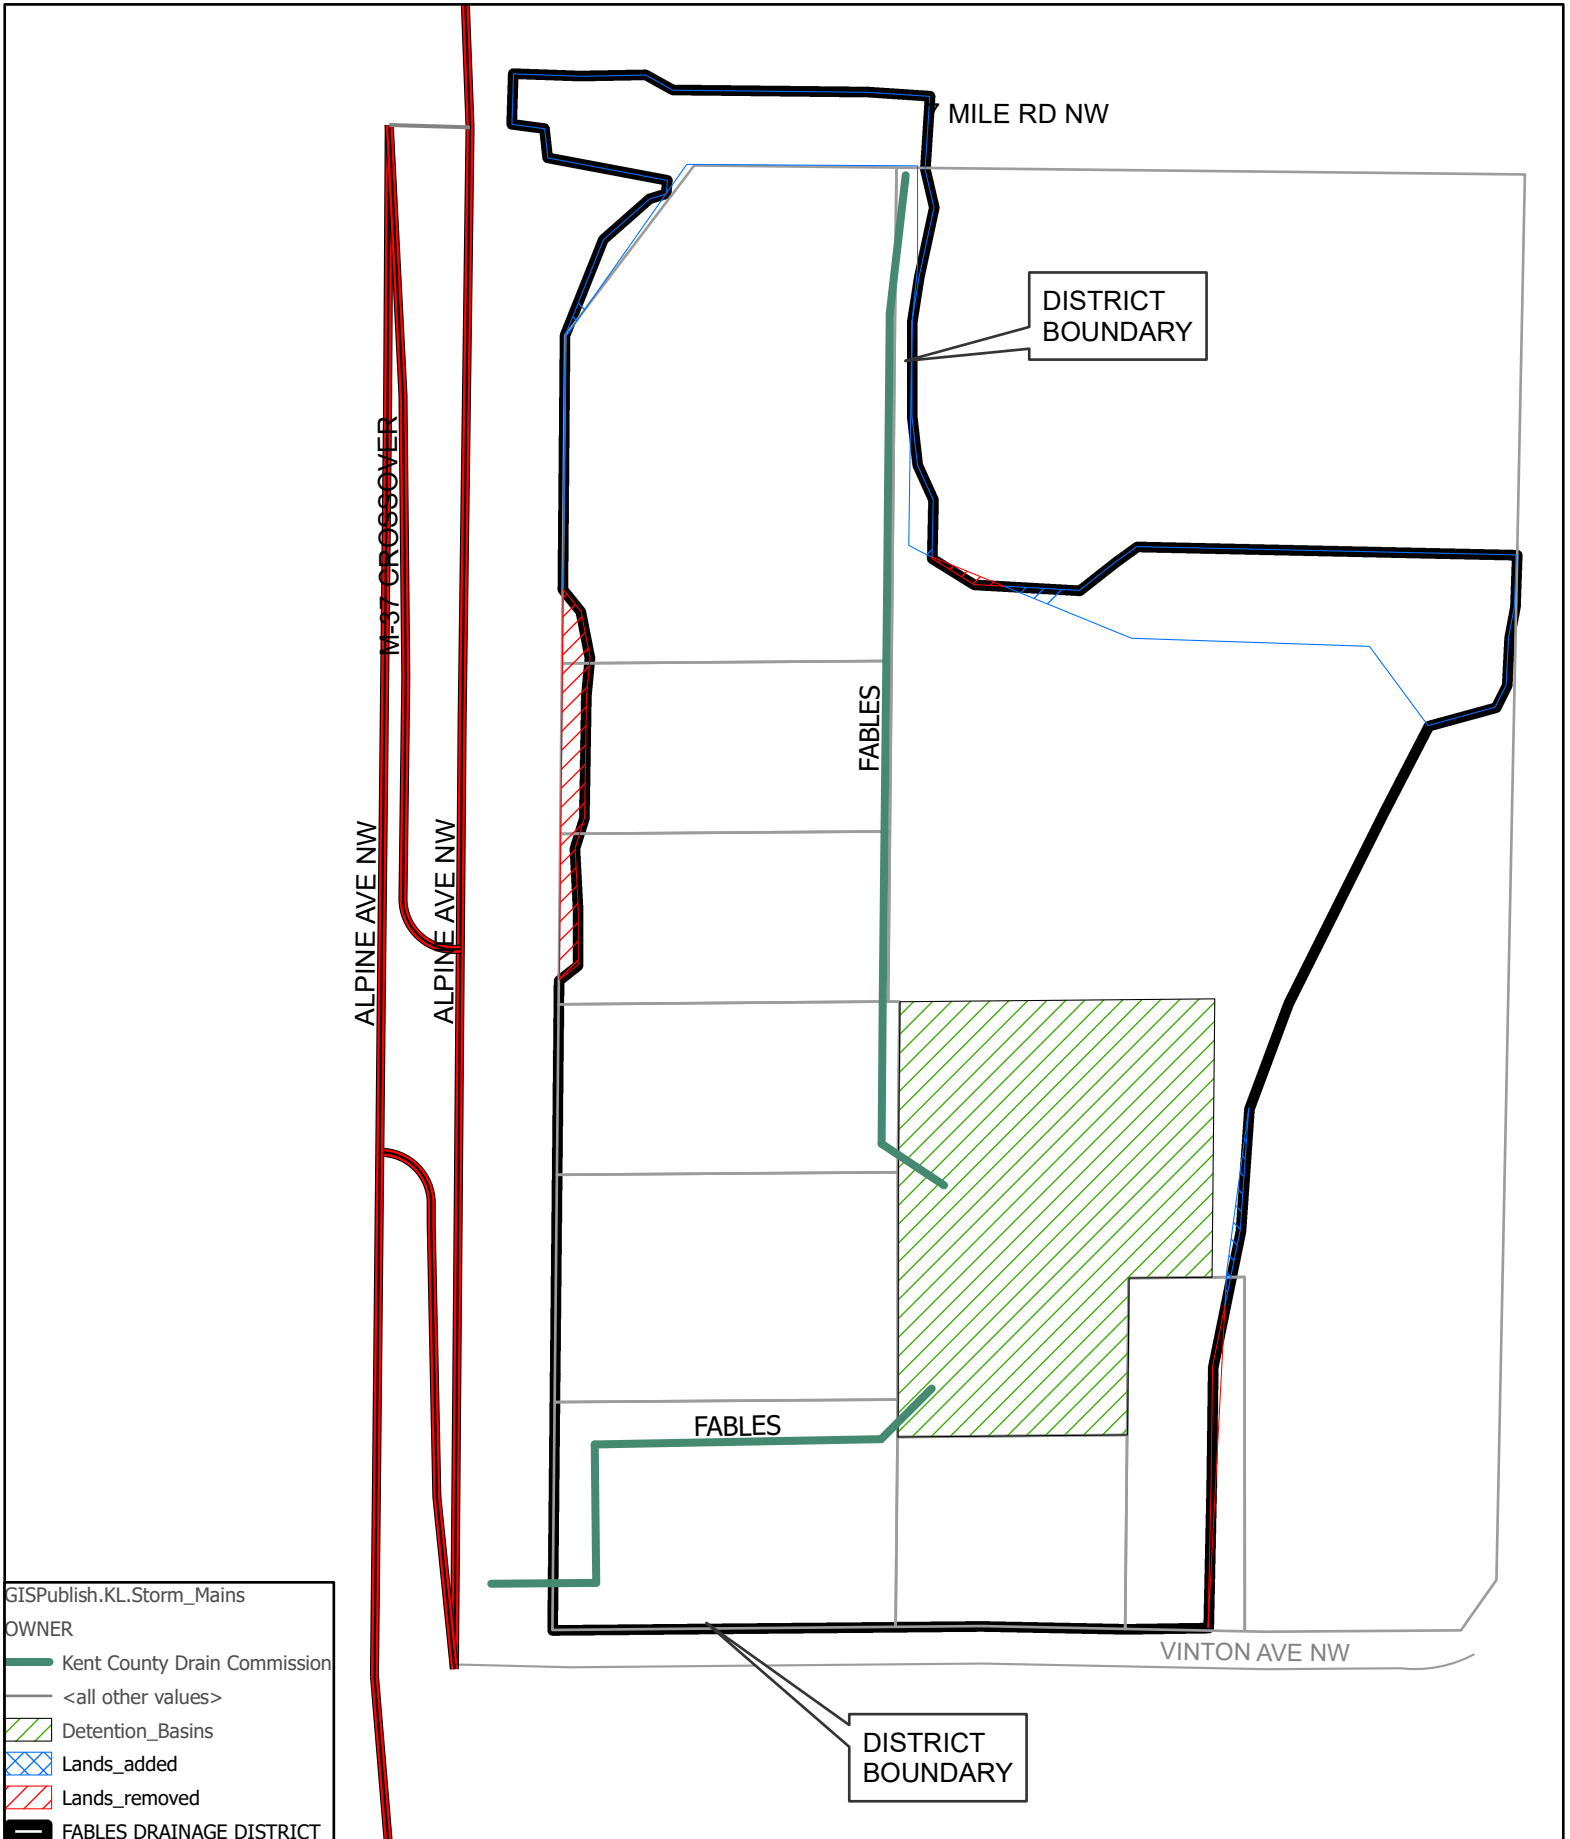 7 MILE RD NW
DISTRICT
BOUNDARY
M-37 CROSSOVER
FABLES
ALPINE AVE NW
ALPINE AVE NW
FABLES
VINTON AVE NW
DISTRICT
BOUNDARY
GISPublish.KL.Storm_Mains
OWNER
Kent County Drain Commission
<all other values>
Detention_Basins
Lands_added
Lands_removed
FABLES DRAINAGE DISTRICT